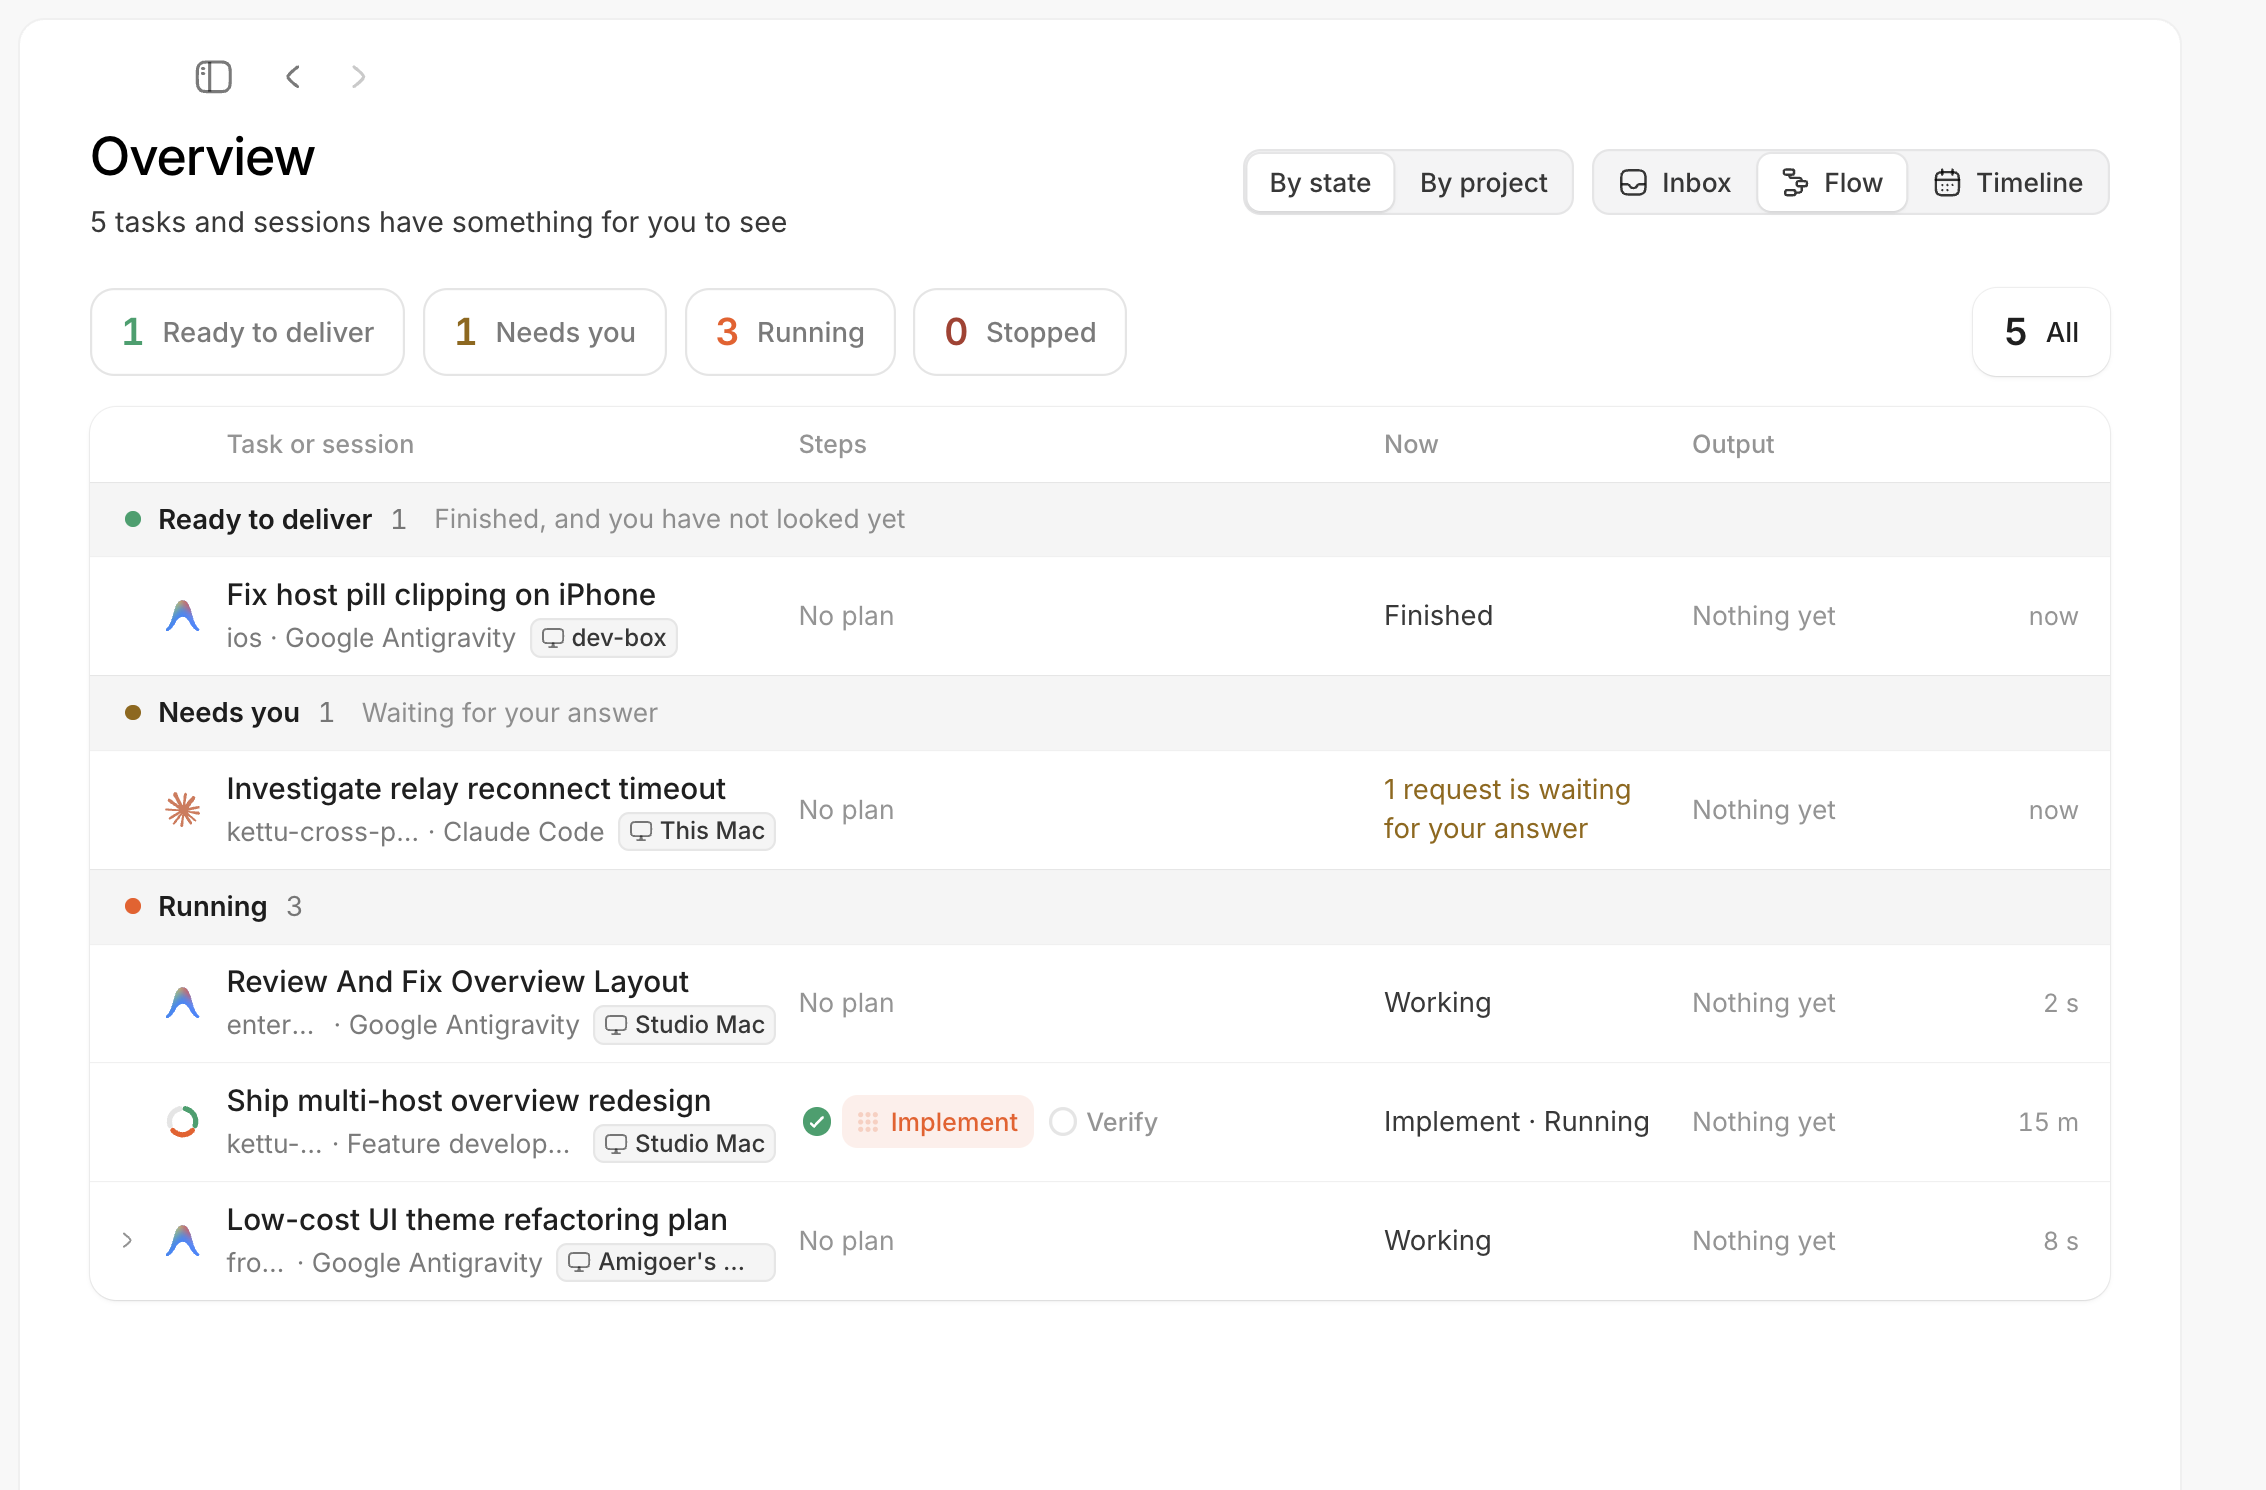 Overview
By state
By project
Inbox
Flow
Timeline
5 tasks and sessions have something for you to see
1 Ready to deliver
1 Needs you
3 Running
0 Stopped
5 All
Task or session
Steps
Now
Output
Ready to deliver 1 Finished, and you have not looked yet
Fix host pill clipping on iPhone
ios · Google Antigravity dev-box
No plan
Finished
Nothing yet
now
Needs you 1 Waiting for your answer
Investigate relay reconnect timeout
kettu-cross-p... · Claude Code This Mac
No plan
1 request is waiting
for your answer
Nothing yet
now
Running 3
Review And Fix Overview Layout
enter... · Google Antigravity Studio Mac
No plan
Working
Nothing yet
2 s
Ship multi-host overview redesign
kettu-... · Feature develop... Studio Mac
Implement
Verify
Implement · Running
Nothing yet
15 m
Low-cost UI theme refactoring plan
fro... · Google Antigravity Amigoer's ...
No plan
Working
Nothing yet
8 s